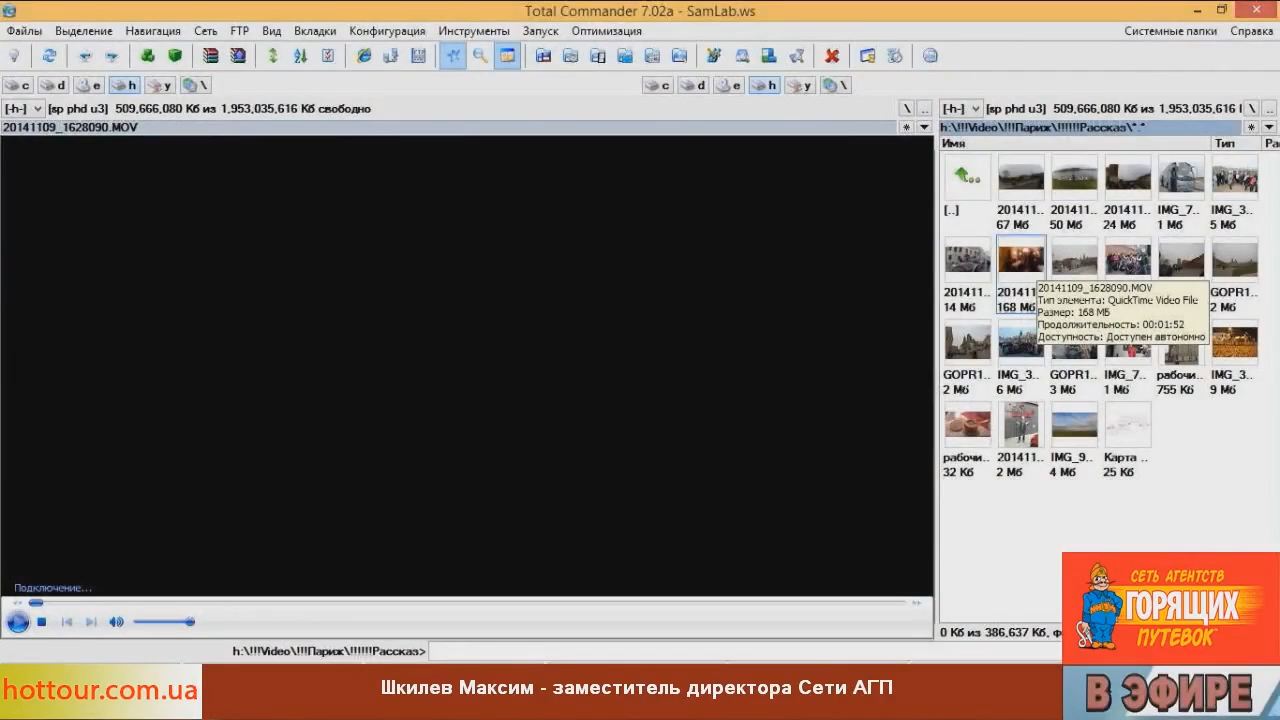 Total Commander 7.02a - SamLab.ws
Файлы Выделение Навигация Сеть FTP Вид Вкладки Конфигурация Инструменты Запуск Оптимизация Системные папки Справка
c d e h y \ c d e h y \
[-h-] [sp phd u3] 509,666,080 Кб из 1,953,035,616 Кб свободно \ .. [-h-] [sp phd u3] 509,666,080 Кб из 1,953,035,616 \ ..
20141109_1628090.MOV * h:\!!!Video\!!!Париж\!!!!!!Рассказ\*.* *
Имя Тип Ра
[..] 201411.. 201411.. 201411.. IMG_7.. IMG_3..
67 Мб 50 Мб 24 Мб 1 Мб 5 Мб
201411.. 201411 GOPR1..
14 Мб 168 Мб 2 Мб
20141109_1628090.MOV
Тип элемента: QuickTime Video File
Размер: 168 МБ
Продолжительность: 00:01:52
Доступность: Доступен автономно
GOPR1.. IMG_3.. GOPR1.. IMG_7.. рабочи.. IMG_3..
2 Мб 6 Мб 3 Мб 1 Мб 755 Кб 9 Мб
рабочи.. 201411.. IMG_9.. Карта ..
32 Кб 2 Мб 4 Мб 25 Кб
Подключение...
0 Кб из 386,637 Кб, ф
h:\!!!Video\!!!Париж\!!!!!!Рассказ>
СЕТЬ АГЕНТСТВ
ГОРЯЩИХ
ПУТЕВОК
hottour.com.ua
Шкилев Максим - заместитель директора Сети АГП
В ЭФИРЕ